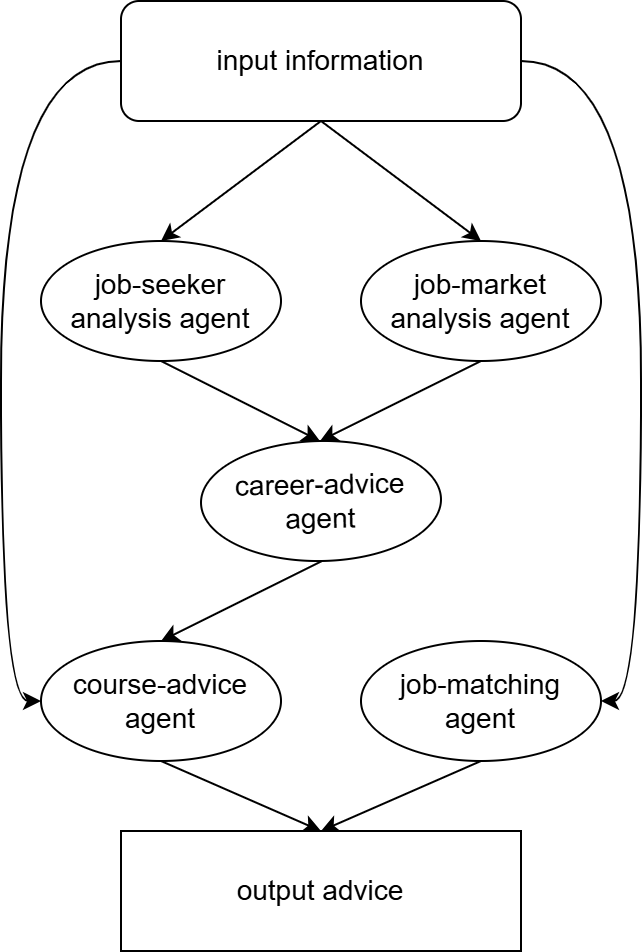 input information
job-seeker
analysis agent
job-market
analysis agent
career-advice
agent
course-advice
agent
job-matching
agent
output advice